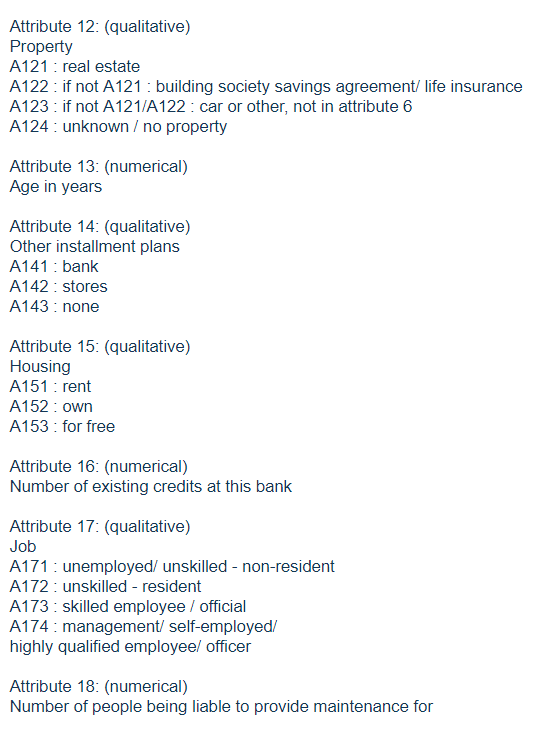 Attribute 12: (qualitative)
Property
A121 : real estate
A122 : if not A121 : building society savings agreement/ life insurance
A123 : if not A121/A122 : car or other, not in attribute 6
A124 : unknown / no property
Attribute 13: (numerical)
Age in years
Attribute 14: (qualitative)
Other installment plans
A141 : bank
A142 : stores
A143 : none
Attribute 15: (qualitative)
Housing
A151 : rent
A152 : own
A153 : for free
Attribute 16: (numerical)
Number of existing credits at this bank
Attribute 17: (qualitative)
Job
A171 : unemployed/ unskilled - non-resident
A172 : unskilled - resident
A173 : skilled employee / official
A174 : management/ self-employed/
highly qualified employee/ officer
Attribute 18: (numerical)
Number of people being liable to provide maintenance for